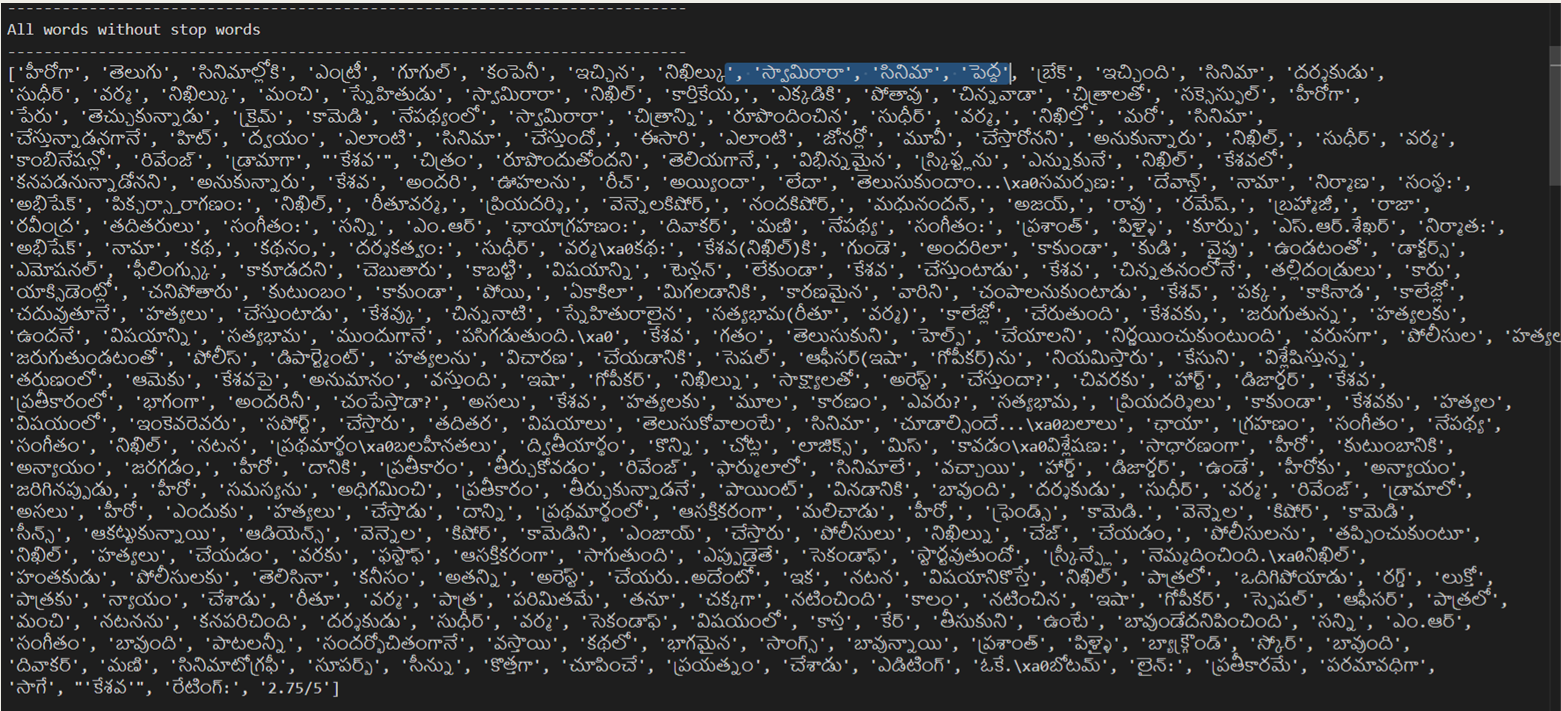 --------------------------------------------------------------------------
All words without stop words
--------------------------------------------------------------------------
['హీరోగా', 'తెలుగు', 'సినిమాల్లోకి', 'ఎంట్రీ', 'గూగుల్', 'కంపెనీ', 'ఇచ్చిన', 'నిఖిల్కు', 'స్వామిరారా', 'సినిమా', 'పెద్ద', 'బ్రేక్', 'ఇచ్చింది', 'సినిమా', 'దర్శకుడు',
'సుధీర్', 'వర్మ', 'నిఖిల్కు', 'మంచి', 'స్నేహితుడు', 'స్వామిరారా', 'నిఖిల్', 'కార్తికేయ,', 'ఎక్కడికి', 'పోతావు', 'చిన్నవాడా', 'చిత్రాలతో', 'సక్సెస్ఫుల్', 'హీరోగా',
'పేరు', 'తెచ్చుకున్నాడు', 'క్రైమ్', 'కామెడి', 'నేపథ్యంలో', 'స్వామిరారా', 'చిత్రాన్ని', 'రూపొందించిన', 'సుధీర్', 'వర్మ,', 'నిఖిల్తో', 'మరో', 'సినిమా',
'చేస్తున్నాడనగానే', 'హిట్', 'ద్వయం', 'ఎలాంటి', 'సినిమా', 'చేస్తుందో,', 'ఈసారి', 'ఎలాంటి', 'జోనర్లో', 'మూవీ', 'చేస్తారోనని', 'అనుకున్నారు', 'నిఖిల్,', 'సుధీర్', 'వర్మ',
'కాంబినేషన్లో', 'రివేంజ్', 'డ్రామాగా', "'కేశవ'", 'చిత్రం', 'రూపొందుతోందని', 'తెలియగానే,', 'విభిన్నమైన', 'స్క్రిప్ట్లను', 'ఎన్నుకునే', 'నిఖిల్', 'కేశవలో',
'కనపడనున్నాడోనని', 'అనుకున్నారు', 'కేశవ', 'అందరి', 'ఊహలను', 'రీచ్', 'అయ్యిందా', 'లేదా', 'తెలుసుకుందాం...\xa0సమర్పణ:', 'దేవాన్ష్', 'నామా', 'నిర్మాణ', 'సంస్థ:',
'అభిషేక్', 'పిక్చర్స్తారాగణం:', 'నిఖిల్,', 'రీతూవర్మ,', 'ప్రియదర్శి,', 'వెన్నెలకిషోర్,', 'నందకిషోర్,', 'మధునందన్,', 'అజయ్,', 'రావు', 'రమేష్,', 'బ్రహ్మాజీ,', 'రాజా',
'రవీంద్ర', 'తదితరులు', 'సంగీతం:', 'సన్ని', 'ఎం.ఆర్', 'ఛాయాగ్రహణం:', 'దివాకర్', 'మణి', 'నేపథ్య', 'సంగీతం:', 'ప్రశాంత్', 'పిళ్ళై', 'కూర్పు', 'ఎస్.ఆర్.శేఖర్', 'నిర్మాత:',
'అభిషేక్', 'నామా', 'కథ,', 'కథనం,', 'దర్శకత్వం:', 'సుధీర్', 'వర్మ\xa0కథ:', 'కేశవ(నిఖిల్)కి', 'గుండె', 'అందరిలా', 'కాకుండా', 'కుడి', 'వైపు', 'ఉండటంతో', 'డాక్టర్స్',
'ఎమోషనల్', 'ఫీలింగ్స్కు', 'కాకూడదని', 'చెబుతారు', 'కాబట్టి', 'విషయాన్ని', 'టెన్షన్', 'లేకుండా', 'కేశవ', 'చేస్తుంటాడు', 'కేశవ', 'చిన్నతనంలోనే', 'తల్లిదండ్రులు', 'కారు',
'యాక్సిడెంట్లో', 'చనిపోతారు', 'కుటుంబం', 'కాకుండా', 'పోయి,', 'ఏకాకిలా', 'మిగలడానికి', 'కారణమైన', 'వారిని', 'చంపాలనుకుంటాడు', 'కేశవ్', 'పక్క', 'కాకినాడ', 'కాలేజ్లో',
'చదువుతూనే', 'హత్యలు', 'చేస్తుంటాడు', 'కేశవ్కు', 'చిన్ననాటి', 'స్నేహితురాలైన', 'సత్యభామ(రీతూ', 'వర్మ)', 'కాలేజ్లో', 'చేరుతుంది', 'కేశవకు,', 'జరుగుతున్న', 'హత్యలకు',
'ఉందనే', 'విషయాన్ని', 'సత్యభామ', 'ముందుగానే', 'పసిగడుతుంది.\xa0', 'కేశవ', 'గతం', 'తెలుసుకుని', 'హెల్ప్', 'చేయాలని', 'నిర్ణయించుకుంటుంది', 'వరుసగా', 'పోలీసుల',
'జరుగుతుండటంతో', 'పోలీస్', 'డిపార్ట్మెంట్', 'హత్యలను', 'విచారణ', 'చేయడానికి', 'సెషల్', 'ఆఫీసర్(ఇషా', 'గోపీకర్)ను', 'నియమిస్తారు', 'కేసుని', 'విశ్లేషిస్తున్న',
'తరుణంలో', 'ఆమెకు', 'కేశవపై', 'అనుమానం', 'వస్తుంది', 'ఇషా', 'గోపీకర్', 'నిఖిల్ను', 'సాక్ష్యాలతో', 'అరెస్ట్', 'చేస్తుందా?', 'చివరకు', 'హార్ట్', 'డిజార్డర్', 'కేశవ',
'ప్రతీకారంలో', 'భాగంగా', 'అందరినీ', 'చంపేస్తాడా?', 'అసలు', 'కేశవ', 'హత్యలకు', 'మూల', 'కారణం', 'ఎవరు?', 'సత్యభామ,', 'ప్రియదర్శిలు', 'కాకుండా', 'కేశవకు', 'హత్యల',
'విషయంలో', 'ఇంకెవరెవరు', 'సపోర్ట్', 'చేస్తారు', 'తదితర', 'విషయాలు', 'తెలుసుకోవాలంటే', 'సినిమా', 'చూడాల్సిందే...\xa0బలాలు', 'ఛాయా', 'గ్రహణం', 'సంగీతం', 'నేపథ్య',
'సంగీతం', 'నిఖిల్', 'నటన', 'ప్రథమార్థం\xa0బలహీనతలు', 'ద్వితీయార్థం', 'కొన్ని', 'చోట్ల', 'లాజిక్స్', 'మిస్', 'కావడం\xa0విశ్లేషణ:', 'సాధారణంగా', 'హీరో', 'కుటుంబానికి',
'అన్యాయం', 'జరగడం,', 'హీరో', 'దానికి', 'ప్రతీకారం', 'తీర్చుకోవడం', 'రివేంజ్', 'ఫార్ములాలో', 'సినిమాలే', 'వచ్చాయి', 'హార్ట్', 'డిజార్డర్', 'ఉండే', 'హీరోకు', 'అన్యాయం',
'జరిగినప్పుడు,', 'హీరో', 'సమస్యను', 'అధిగమించి', 'ప్రతీకారం', 'తీర్చుకున్నాడనే', 'పాయింట్', 'వినడానికి', 'బావుంది', 'దర్శకుడు', 'సుధీర్', 'వర్మ', 'రివేంజ్', 'డ్రామాలో',
'అసలు', 'హీరో', 'ఎందుకు', 'హత్యలు', 'చేస్తాడు', 'దాన్ని', 'ప్రథమార్థంలో', 'ఆసక్తికరంగా', 'మలిచాడు', 'హీరో,', 'ఫ్రెండ్స్', 'కామెడి.', 'వెన్నెల', 'కిషోర్', 'కామెడి',
'సీన్స్', 'ఆకట్టుకున్నాయి', 'ఆడియెన్స్', 'వెన్నెల', 'కిషోర్', 'కామెడిని', 'ఎంజాయ్', 'చేస్తారు', 'పోలీసులు', 'నిఖిల్ను', 'చేజ్', 'చేయడం,', 'పోలీసులను', 'తప్పించుకుంటూ',
'నిఖిల్', 'హత్యలు', 'చేయడం', 'వరకు', 'ఫస్టాఫ్', 'ఆసక్తికరంగా', 'సాగుతుంది', 'ఎప్పుడైతే', 'సెకండాఫ్', 'స్టార్టవుతుందో', 'స్క్రీన్ప్లే', 'నెమ్మదించింది.\xa0నిఖిల్',
'హంతకుడు', 'పోలీసులకు', 'తెలిసినా', 'కనీసం', 'అతన్ని', 'అరెస్ట్', 'చేయరు..అదేంటో', 'ఇక', 'నటన', 'విషయానికొస్తే', 'నిఖిల్', 'పాత్రలో', 'ఒదిగిపోయాడు', 'రగ్డ్', 'లుక్తో',
'పాత్రకు', 'న్యాయం', 'చేశాడు', 'రీతూ', 'వర్మ', 'పాత్ర', 'పరిమితమే', 'తనూ', 'చక్కగా', 'నటించింది', 'కాలం', 'నటించిన', 'ఇషా', 'గోపీకర్', 'స్పెషల్', 'ఆఫీసర్', 'పాత్రలో',
'మంచి', 'నటనను', 'కనపరిచింది', 'దర్శకుడు', 'సుధీర్', 'వర్మ', 'సెకండాఫ్', 'విషయంలో', 'కాస్త', 'కేర్', 'తీసుకుని', 'ఉంటే', 'బావుండేదనిపించింది', 'సన్ని', 'ఎం.ఆర్',
'సంగీతం', 'బావుంది', 'పాటలన్నీ', 'సందర్భోచితంగానే', 'వస్తాయి', 'కథలో', 'భాగమైన', 'సాంగ్స్', 'బావున్నాయి', 'ప్రశాంత్', 'పిళ్ళై', 'బ్యాక్గ్రౌండ్', 'స్కోర్', 'బావుంది',
'దివాకర్', 'మణి', 'సినిమాటోగ్రఫీ', 'సూపర్బ్', 'సీన్ను', 'కొత్తగా', 'చూపించే', 'ప్రయత్నం', 'చేశాడు', 'ఎడిటింగ్', 'ఓకే.\xa0బోటమ్', 'లైన్:', 'ప్రతీకారమే', 'పరమావధిగా',
'సాగే', "'కేశవ'", 'రేటింగ్:', '2.75/5']